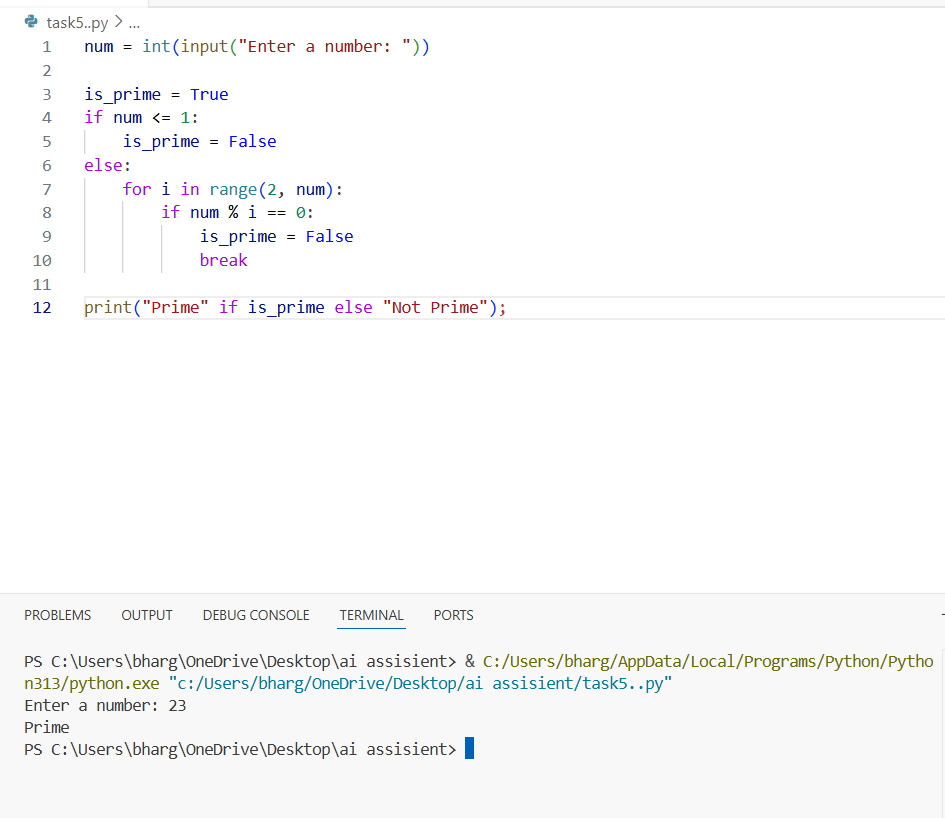 task5..py > ...
1 num = int(input("Enter a number: "))
2
3 is_prime = True
4 if num <= 1:
5     is_prime = False
6 else:
7     for i in range(2, num):
8         if num % i == 0:
9             is_prime = False
10             break
11
12 print("Prime" if is_prime else "Not Prime");
PROBLEMS OUTPUT DEBUG CONSOLE TERMINAL PORTS
PS C:\Users\bharg\OneDrive\Desktop\ai assisient> & C:/Users/bharg/AppData/Local/Programs/Python/Pytho
n313/python.exe "c:/Users/bharg/OneDrive/Desktop/ai assisient/task5..py"
Enter a number: 23
Prime
PS C:\Users\bharg\OneDrive\Desktop\ai assisient>